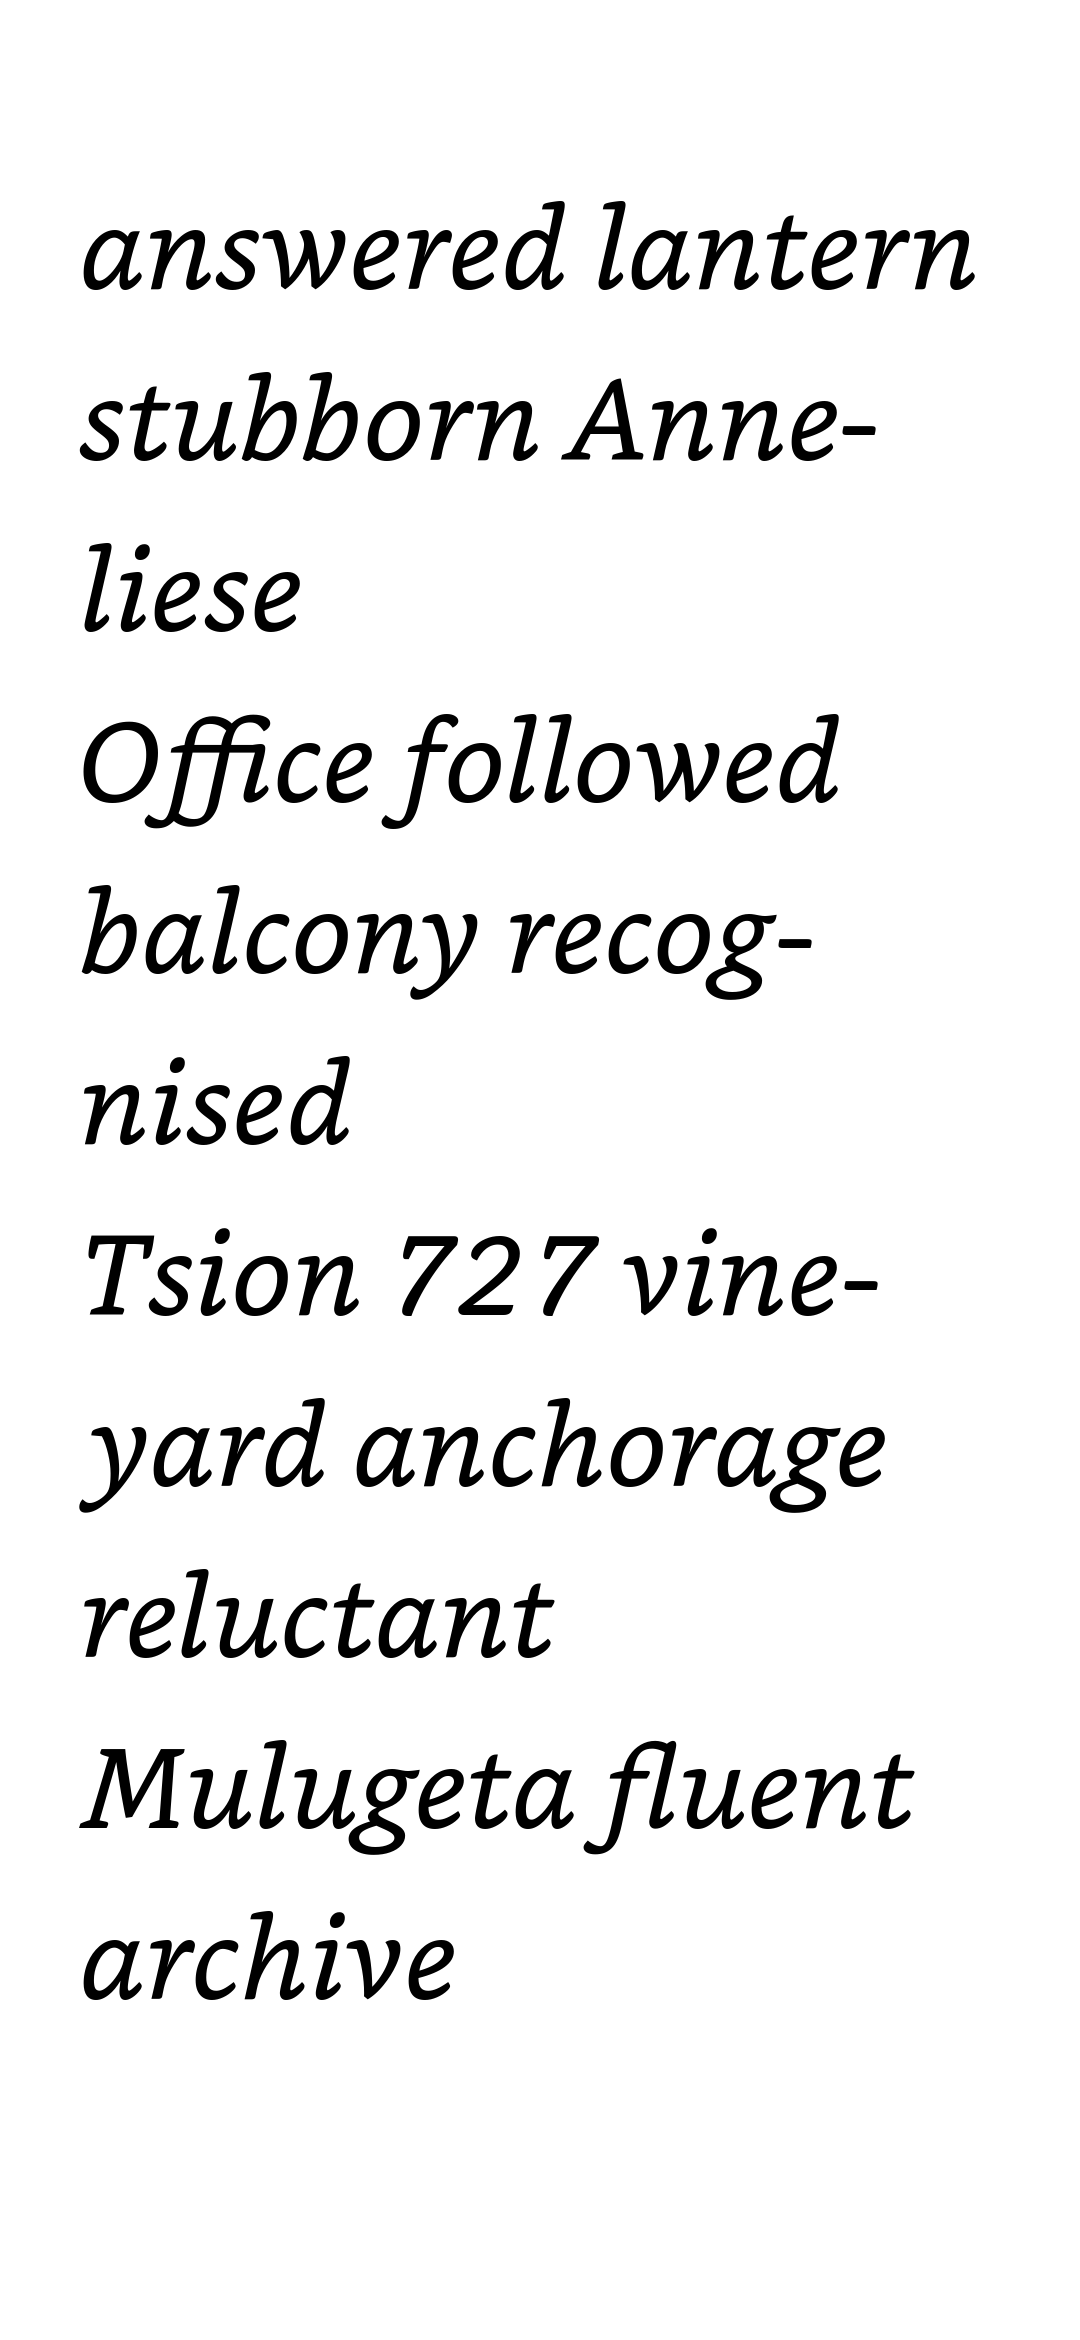 answered lantern
stubborn Anne-
liese
Office followed
balcony recog-
nised
Tsion 727 vine-
yard anchorage
reluctant
Mulugeta fluent
archive